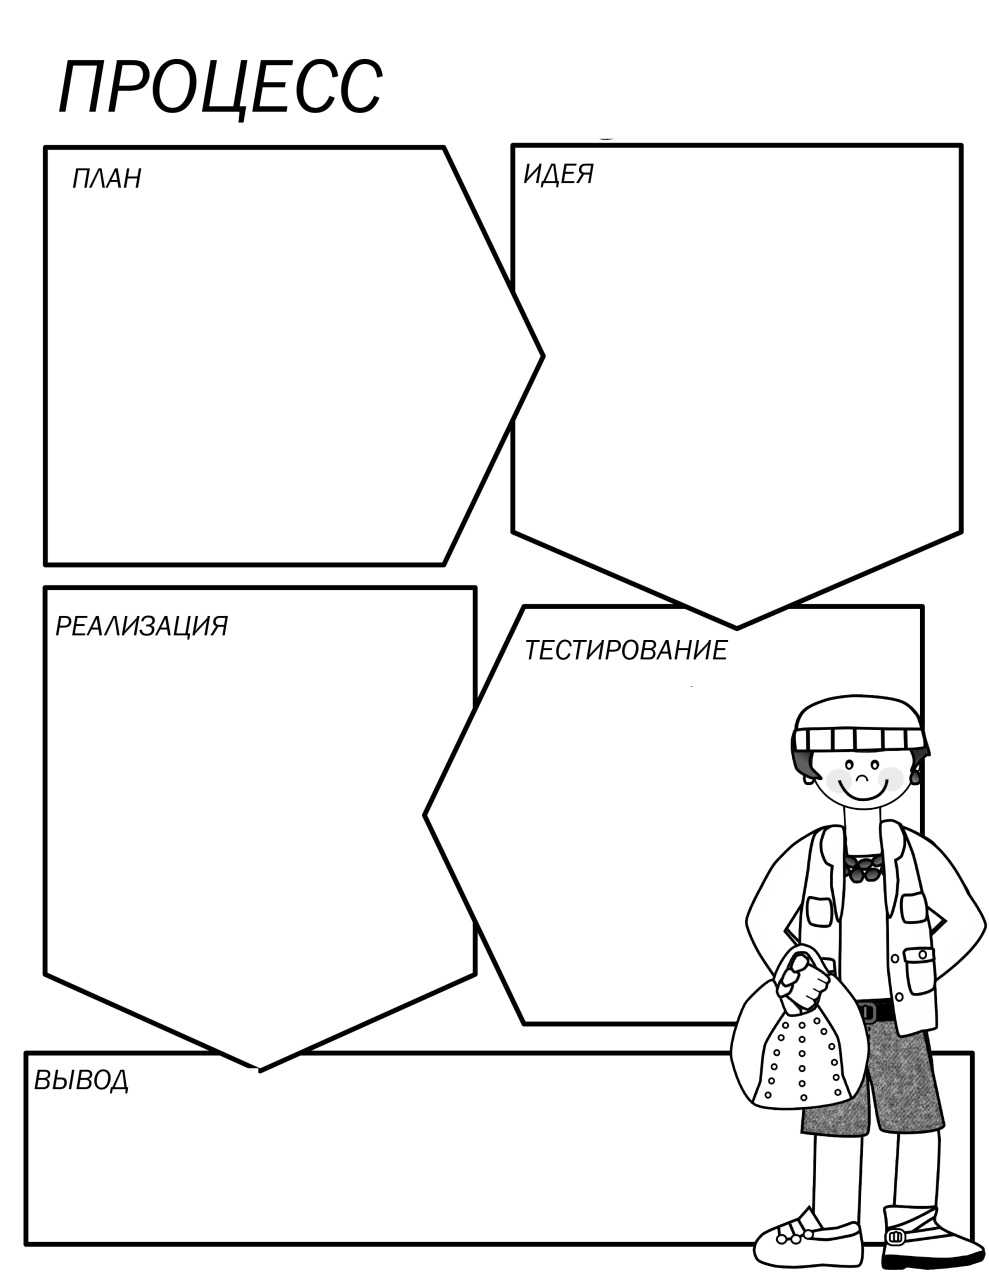 ПРОЦЕСС
ПЛАН
ИДЕЯ
ТЕСТИРОВАНИЕ
РЕАЛИЗАЦИЯ
ВЫВОД